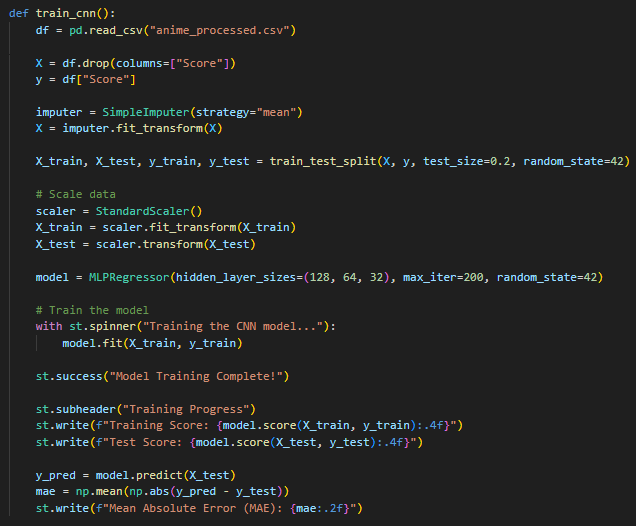 def train_cnn():
    df = pd.read_csv("anime_processed.csv")

    X = df.drop(columns=["Score"])
    y = df["Score"]

    imputer = SimpleImputer(strategy="mean")
    X = imputer.fit_transform(X)

    X_train, X_test, y_train, y_test = train_test_split(X, y, test_size=0.2, random_state=42)

    # Scale data
    scaler = StandardScaler()
    X_train = scaler.fit_transform(X_train)
    X_test = scaler.transform(X_test)

    model = MLPRegressor(hidden_layer_sizes=(128, 64, 32), max_iter=200, random_state=42)

    # Train the model
    with st.spinner("Training the CNN model..."):
        model.fit(X_train, y_train)

    st.success("Model Training Complete!")

    st.subheader("Training Progress")
    st.write(f"Training Score: {model.score(X_train, y_train):.4f}")
    st.write(f"Test Score: {model.score(X_test, y_test):.4f}")

    y_pred = model.predict(X_test)
    mae = np.mean(np.abs(y_pred - y_test))
    st.write(f"Mean Absolute Error (MAE): {mae:.2f}")